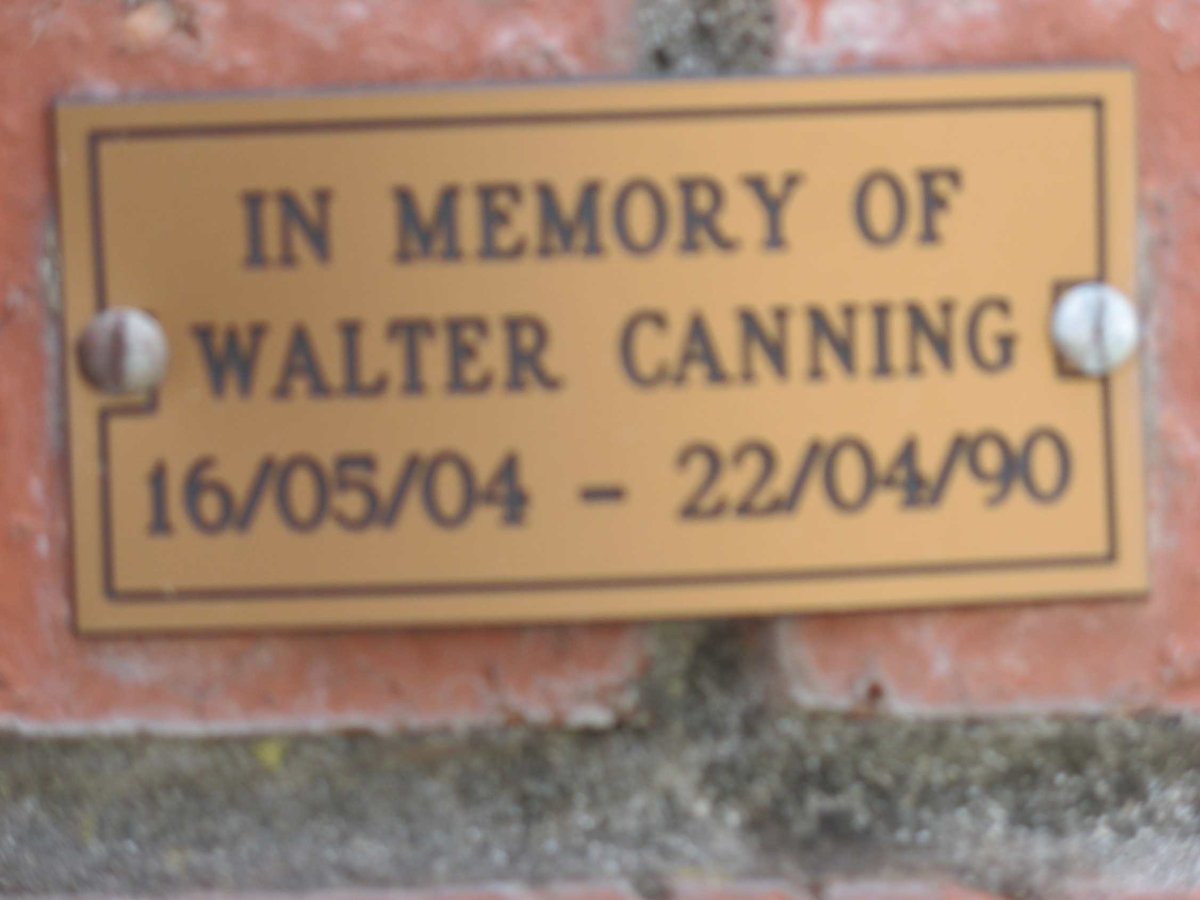 IN MEMORY OF
WALTER CANNING
16/05/04 – 22/04/90